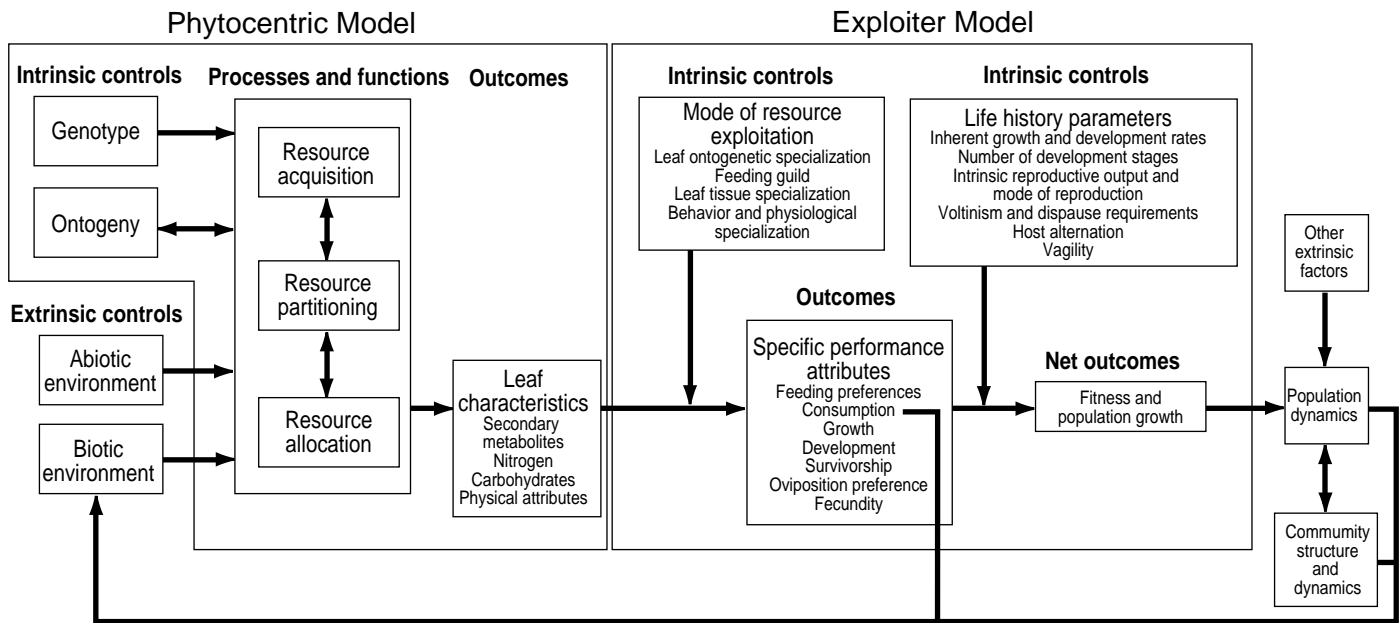 Phytocentric Model
Intrinsic controls
Genotype
Ontogeny
Extrinsic controls
Abiotic
environment
Biotic
environment
Processes and functions
Resource
acquisition
Resource
partitioning
Resource
allocation
Outcomes
Leaf
characteristics
Secondary
metabolites
Nitrogen
Carbohydrates
Physical attributes
Exploiter Model
Intrinsic controls
Mode of resource
exploitation
Leaf ontogenetic specialization
Feeding guild
Leaf tissue specialization
Behavior and physiological
specialization
Intrinsic controls
Life history parameters
Inherent growth and development rates
Number of development stages
Intrinsic reproductive output and
mode of reproduction
Voltinism and dispause requirements
Host alternation
Vagility
Outcomes
Specific performance
attributes
Feeding preferences
Consumption
Growth
Development
Survivorship
Oviposition preference
Fecundity
Net outcomes
Fitness and
population growth
Other
extrinsic
factors
Population
dynamics
Commumity
structure
and
dynamics